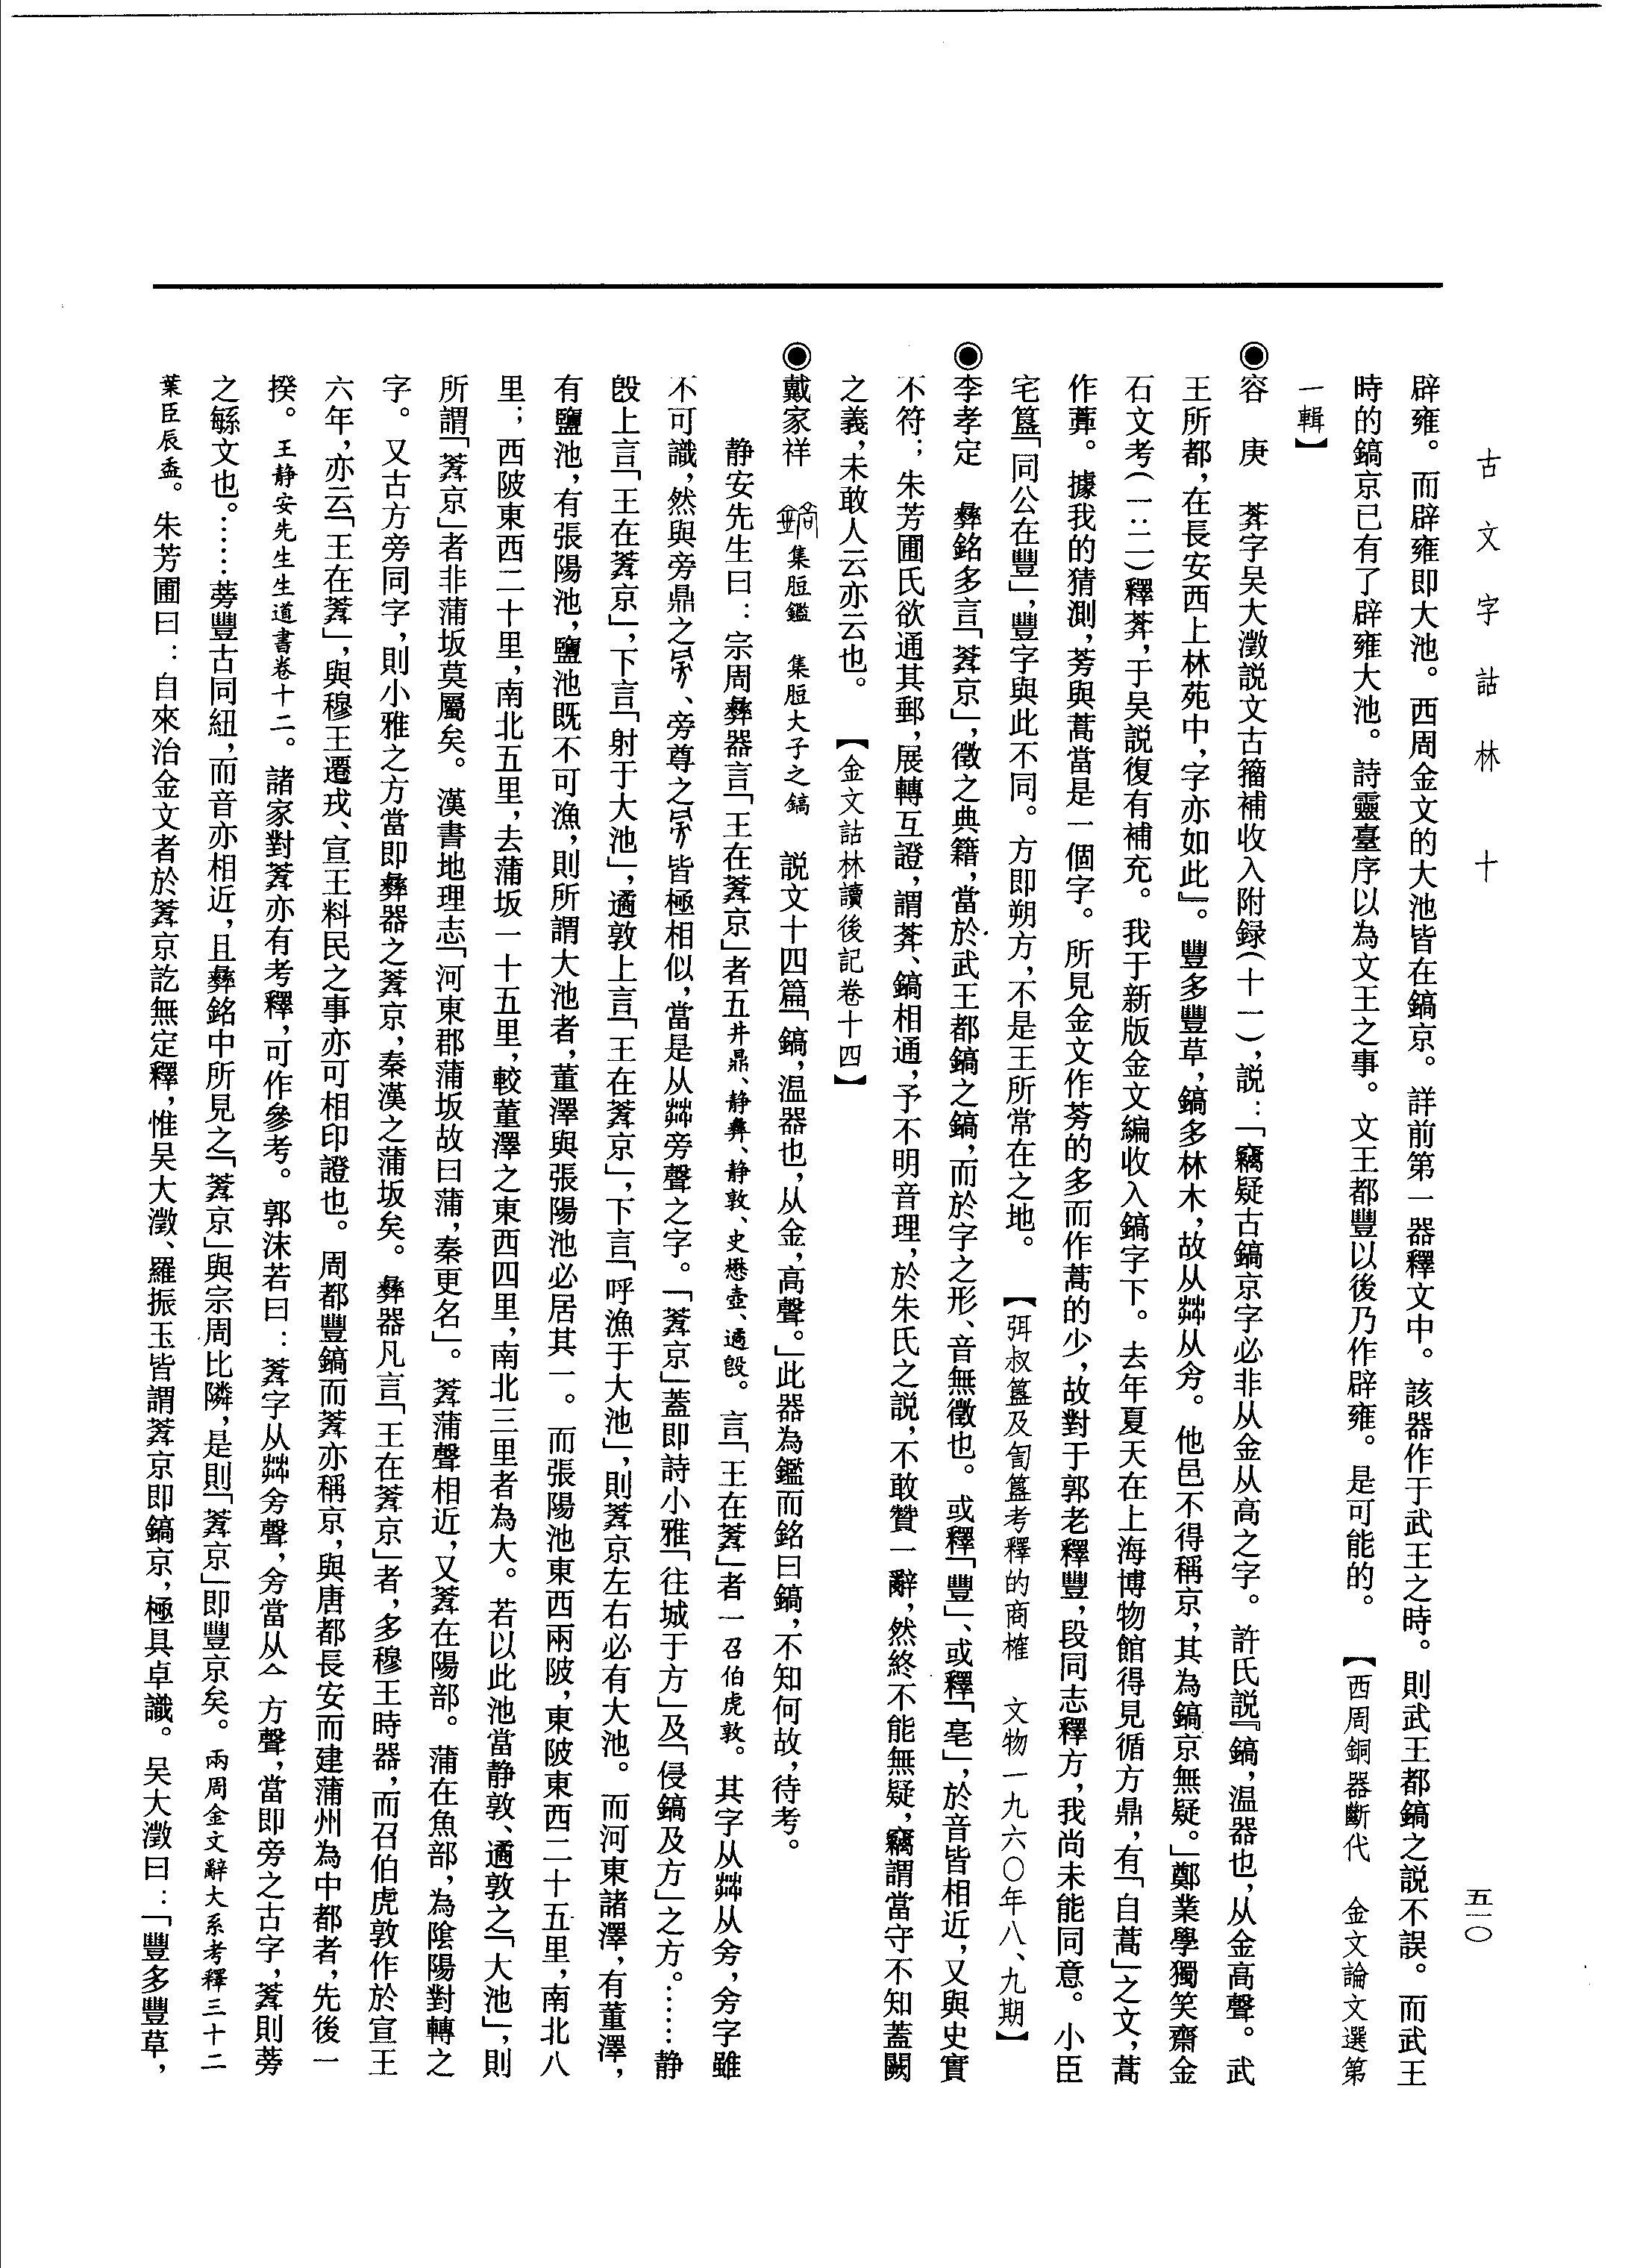 古文字詁林 十
五一〇
辟雍。而辟雍即大池。西周金文的大池皆在鎬京。詳前第一器釋文中。該器作于武王之時。則武王都鎬之説不誤。而武王
時的鎬京已有了辟雍大池。詩靈臺序以為文王之事。文王都豐以後乃作辟雍。是可能的。 【西周銅器斷代 金文論文選第
一輯】
◉容 庚 䒶字吴大澂説文古籀補收入附録(十一),説:「竊疑古鎬京字必非从金从高之字。許氏説『鎬,温器也,从金高聲。武
王所都,在長安西上林苑中,字亦如此』。豐多豐草,鎬多林木,故从茻从㝑。他邑不得稱京,其為鎬京無疑。」鄭業學獨笑齋金
石文考(一:二)釋䒶,于吴説復有補充。我于新版金文編收入鎬字下。去年夏天在上海博物館得見循方鼎,有「自蒿」之文,蒿
作䓘。據我的猜測,䒶與蒿當是一個字。所見金文作䒶的多而作蒿的少,故對于郭老釋豐,段同志釋方,我尚未能同意。小臣
宅簋「同公在豐」,豐字與此不同。方即朔方,不是王所常在之地。 【弭叔簋及訇簋考釋的商榷 文物一九六〇年八、九期】
◉李孝定 彝銘多言「䒶京」,徵之典籍,當於武王都鎬之鎬,而於字之形、音無徵也。或釋「豐」、或釋「亳」,於音皆相近,又與史實
不符;朱芳圃氏欲通其郵,展轉互證,謂䒶、鎬相通,予不明音理,於朱氏之説,不敢贊一辭,然終不能無疑,竊謂當守不知蓋闕
之義,未敢人云亦云也。 【金文詁林讀後記卷十四】
◉戴家祥 集脰鑑 集脰大子之鎬 説文十四篇「鎬,温器也,从金,高聲。」此器為鑑而銘曰鎬,不知何故,待考。
静安先生曰:宗周彝器言「王在䒶京」者五井鼎、静彝、静敦、史懋壺、遹𣪘。言「王在䒶」者一召伯虎敦。其字从茻从㝑,㝑字雖
不可識,然與旁鼎之、旁尊之皆極相似,當是从茻旁聲之字。「䒶京」蓋即詩小雅「往城于方」及「侵鎬及方」之方。……静
𣪘上言「王在䒶京」,下言「射于大池」,遹敦上言「王在䒶京」,下言「呼漁于大池」,則䒶京左右必有大池。而河東諸澤,有董澤,
有鹽池,有張陽池,鹽池既不可漁,則所謂大池者,董澤與張陽池必居其一。而張陽池東西兩陂,東陂東西二十五里,南北八
里;西陂東西二十里,南北五里,去蒲坂一十五里,較董澤之東西四里,南北三里者為大。若以此池當静敦、遹敦之「大池」,則
所謂「䒶京」者非蒲坂莫屬矣。漢書地理志「河東郡蒲坂故曰蒲,秦更名」。䒶蒲聲相近,又䒶在陽部。蒲在魚部,為陰陽對轉之
字。又古方旁同字,則小雅之方當即彝器之䒶京,秦漢之蒲坂矣。彝器凡言「王在䒶京」者,多穆王時器,而召伯虎敦作於宣王
六年,亦云「王在䒶」,與穆王遷戎、宣王料民之事亦可相印證也。周都豐鎬而䒶亦稱京,與唐都長安而建蒲州為中都者,先後一
揆。王静安先生生道書卷十二。諸家對䒶亦有考釋,可作參考。郭沫若曰:䒶字从茻㝑聲,㝑當从亼 方聲,當即旁之古字,䒶則蒡
之緐文也。……蒡豐古同紐,而音亦相近,且彝銘中所見之「䒶京」與宗周比隣,是則「䒶京」即豐京矣。兩周金文辭大系考釋三十二
葉臣辰盉。朱芳圃曰:自來治金文者於䒶京訖無定釋,惟吴大澂、羅振玉皆謂䒶京即鎬京,極具卓識。吴大澂曰:「豐多豐草,